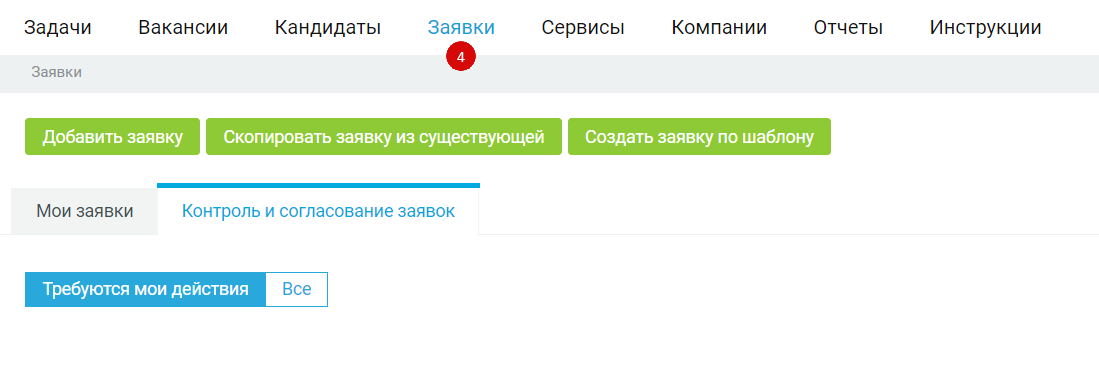 Задачи Вакансии Кандидаты Заявки Сервисы Компании Отчеты Инструкции
4
Заявки
Добавить заявку Скопировать заявку из существующей Создать заявку по шаблону
Мои заявки Контроль и согласование заявок
Требуются мои действия Все